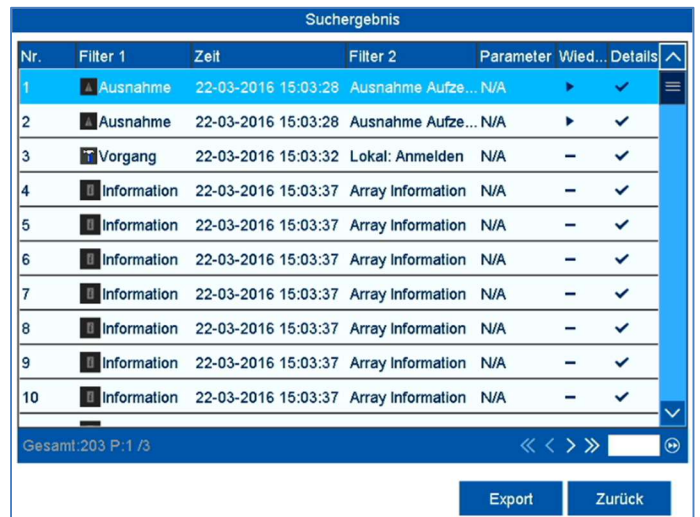 Suchergebnis
Nr. Filter 1 Zeit Filter 2 Parameter Wied... Details
1 Ausnahme 22-03-2016 15:03:28 Ausnahme Aufze... N/A
2 Ausnahme 22-03-2016 15:03:28 Ausnahme Aufze... N/A
3 Vorgang 22-03-2016 15:03:32 Lokal: Anmelden N/A
4 Information 22-03-2016 15:03:37 Array Information N/A
5 Information 22-03-2016 15:03:37 Array Information N/A
6 Information 22-03-2016 15:03:37 Array Information N/A
7 Information 22-03-2016 15:03:37 Array Information N/A
8 Information 22-03-2016 15:03:37 Array Information N/A
9 Information 22-03-2016 15:03:37 Array Information N/A
10 Information 22-03-2016 15:03:37 Array Information N/A
Gesamt:203 P:1 /3
Export Zurück